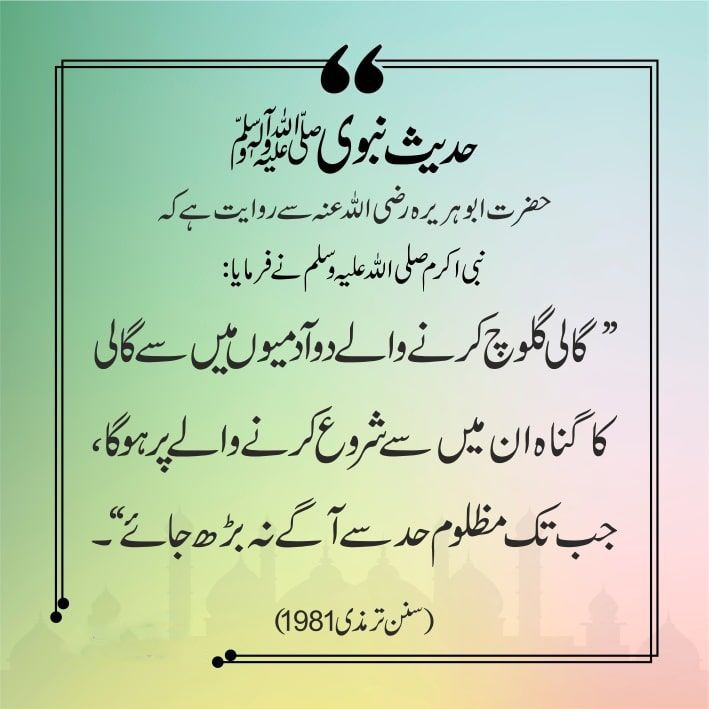 ❝
حدیث نبوی صلی اللہ علیہ وآلہ وسلم
حضرت ابو ہریرہ رضی اللہ عنہ سے روایت ہے کہ
نبی اکرم صلی اللہ علیہ وسلم نے فرمایا:
”گالی گلوچ کرنے والے دو آدمیوں میں سے گالی
کا گناہ ان میں سے شروع کرنے والے پر ہوگا،
جب تک مظلوم حد سے آگے نہ بڑھ جائے“۔
(سنن ترمذی 1981)